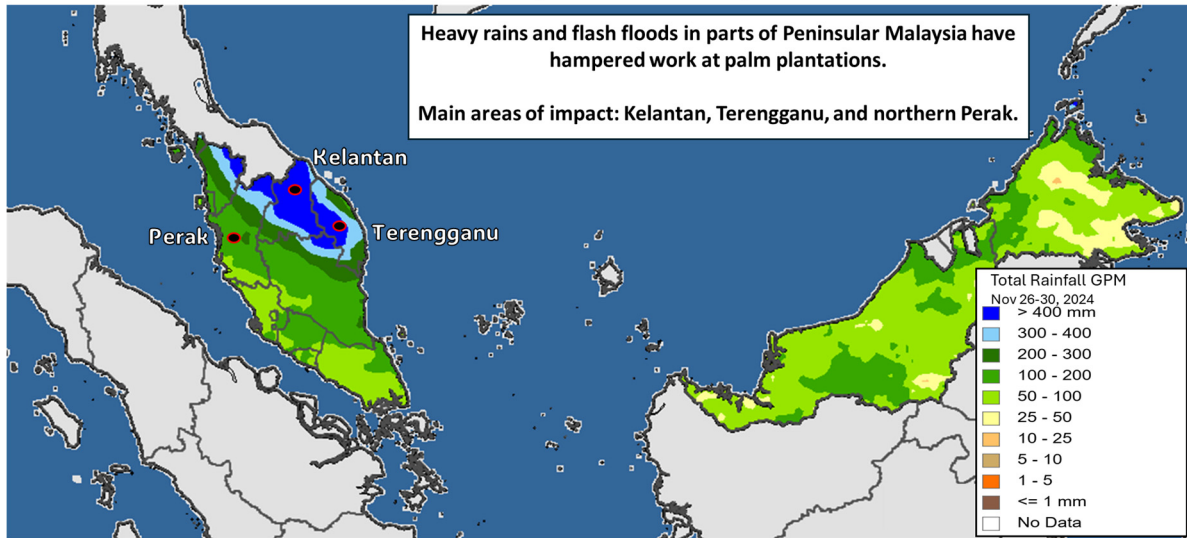 Heavy rains and flash floods in parts of Peninsular Malaysia have
hampered work at palm plantations.
Main areas of impact: Kelantan, Terengganu, and northern Perak.
Kelantan
Terengganu
Perak
Total Rainfall GPM
Nov 26-30, 2024
> 400 mm
300 - 400
200 - 300
100 - 200
50 - 100
25 - 50
10 - 25
5 - 10
1 - 5
<= 1 mm
No Data